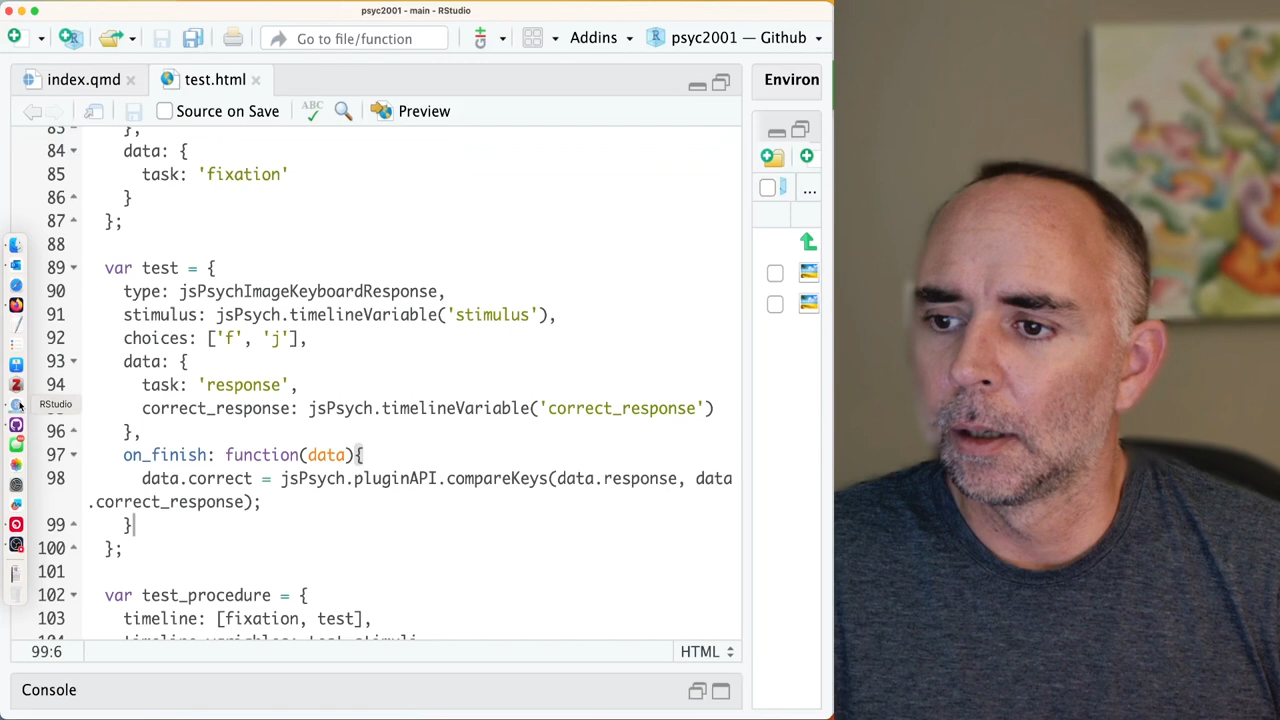 psyc2001 - main - RStudio
Go to file/function
Addins
psyc2001 — Github
index.qmd
test.html
Environ
Source on Save
ABC
Preview
83 },
84 data: {
85 task: 'fixation'
86 }
87 };
88
89 var test = {
90 type: jsPsychImageKeyboardResponse,
91 stimulus: jsPsych.timelineVariable('stimulus'),
92 choices: ['f', 'j'],
93 data: {
94 task: 'response',
correct_response: jsPsych.timelineVariable('correct_response')
96 },
97 on_finish: function(data){
98 data.correct = jsPsych.pluginAPI.compareKeys(data.response, data
.correct_response);
99 }
100 };
101
102 var test_procedure = {
103 timeline: [fixation, test],
RStudio
...
99:6
HTML
Console